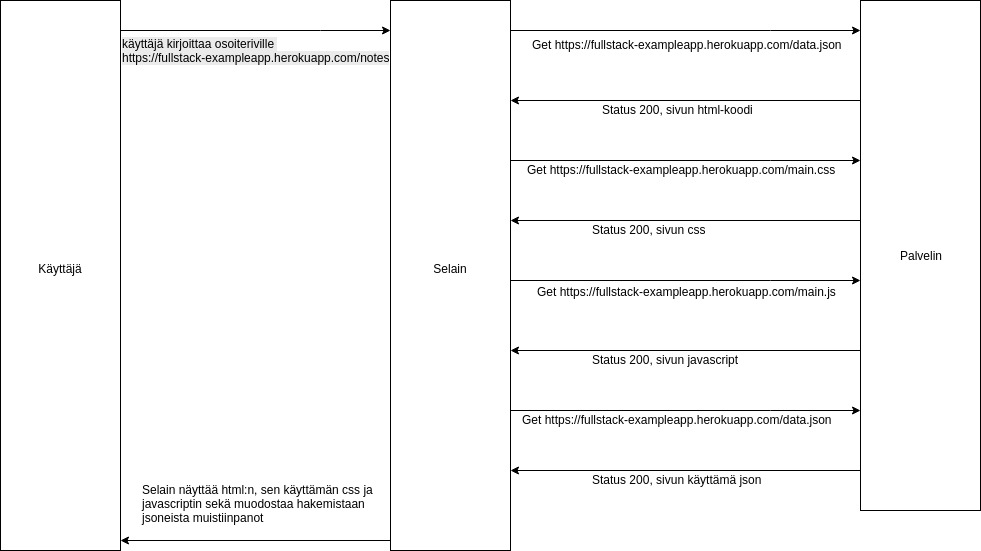 käyttäjä kirjoittaa osoiteriville
https://fullstack-exampleapp.herokuapp.com/notes
Get https://fullstack-exampleapp.herokuapp.com/data.json
Status 200, sivun html-koodi
Get https://fullstack-exampleapp.herokuapp.com/main.css
Status 200, sivun css
Käyttäjä
Selain
Palvelin
Get https://fullstack-exampleapp.herokuapp.com/main.js
Status 200, sivun javascript
Get https://fullstack-exampleapp.herokuapp.com/data.json
Status 200, sivun käyttämä json
Selain näyttää html:n, sen käyttämän css ja
javascriptin sekä muodostaa hakemistaan
jsoneista muistiinpanot